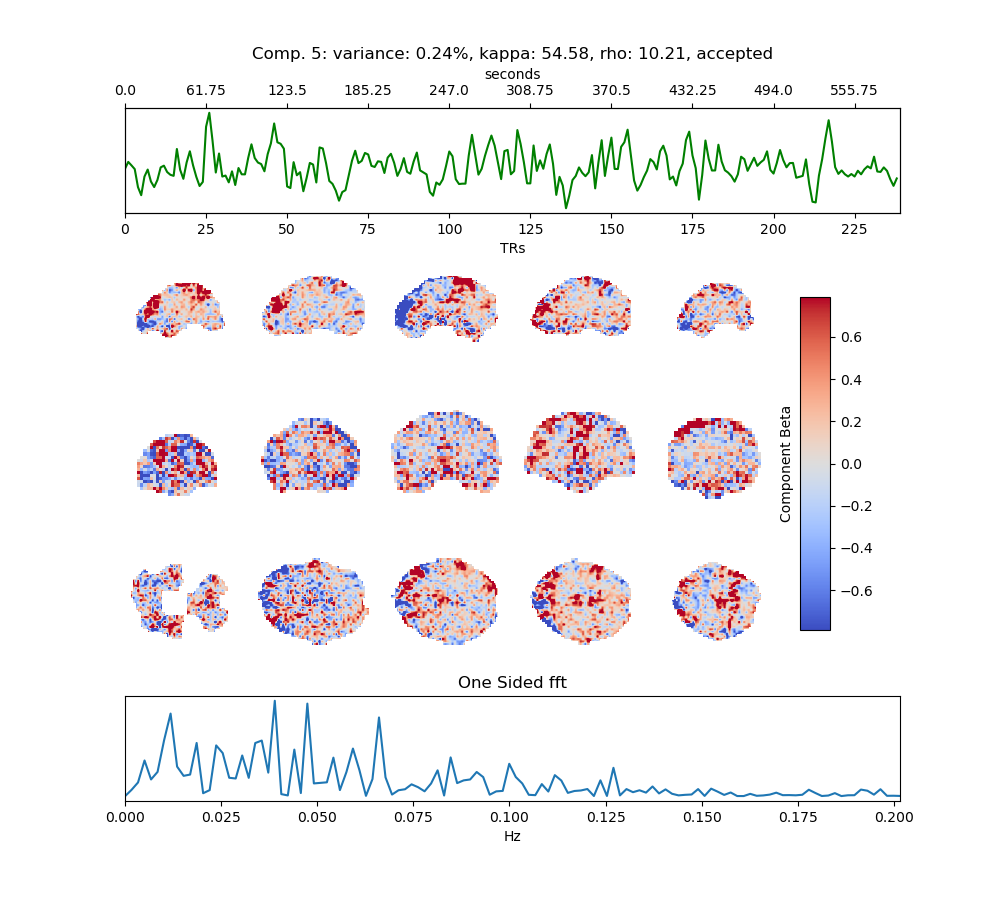 Comp. 5: variance: 0.24%, kappa: 54.58, rho: 10.21, accepted
seconds
0.0 61.75 123.5 185.25 247.0 308.75 370.5 432.25 494.0 555.75
0 25 50 75 100 125 150 175 200 225
TRs
0.6
0.4
0.2
0.0
−0.2
−0.4
−0.6
Component Beta
One Sided fft
0.000 0.025 0.050 0.075 0.100 0.125 0.150 0.175 0.200
Hz